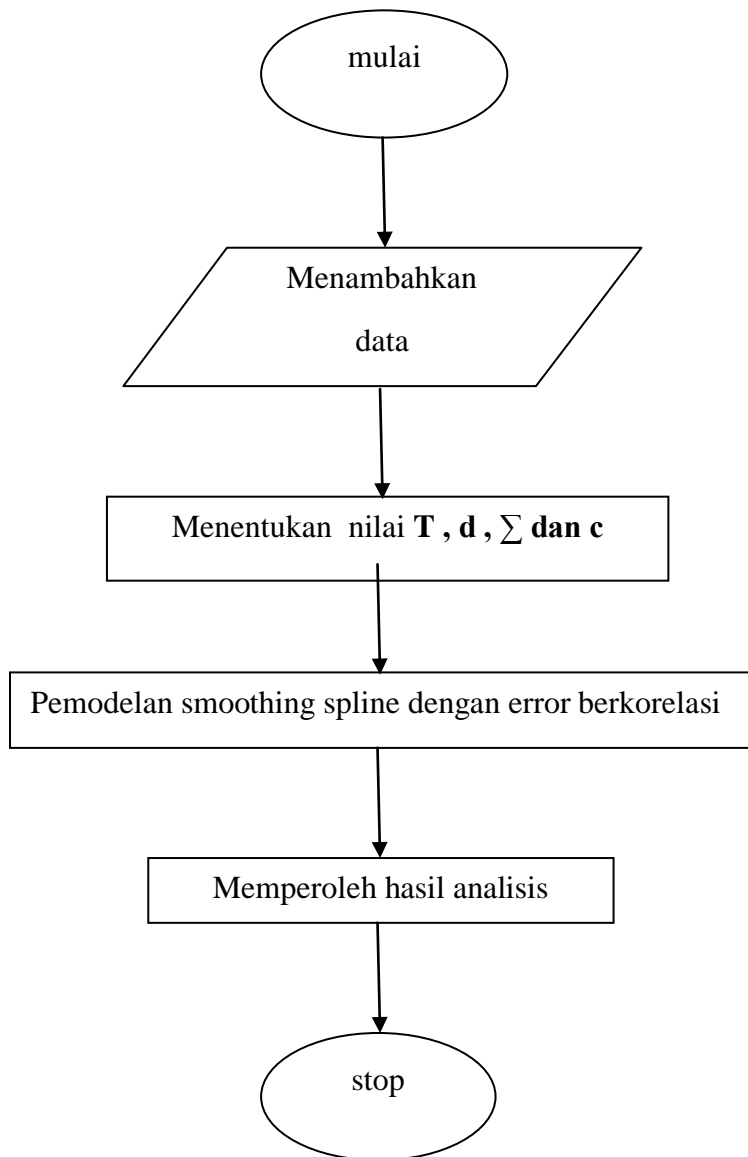 mulai
Menambahkan
data
Menentukan nilai T , d , ∑ dan c
Pemodelan smoothing spline dengan error berkorelasi
Memperoleh hasil analisis
stop